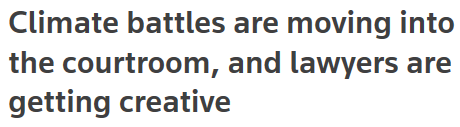 Climate battles are moving into
the courtroom, and lawyers are
getting creative